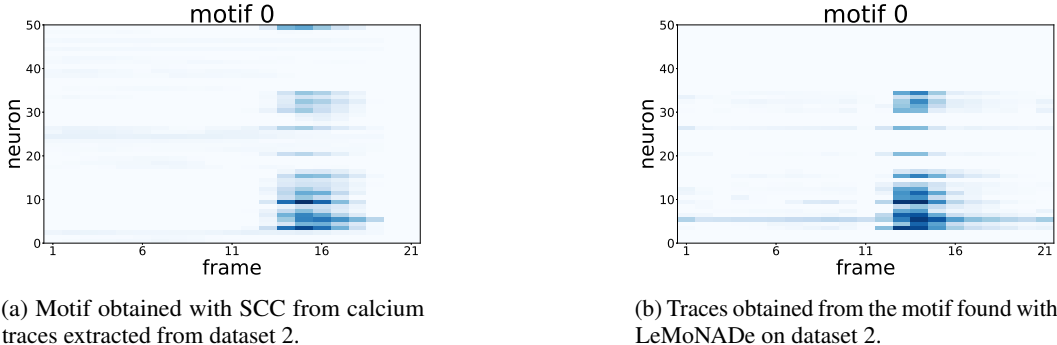 motif 0
50
40
30
20
10
0
neuron
1 6 11 16 21
frame
(a) Motif obtained with SCC from calcium
traces extracted from dataset 2.
motif 0
50
40
30
20
10
0
neuron
1 6 11 16 21
frame
(b) Traces obtained from the motif found with
LeMoNADe on dataset 2.